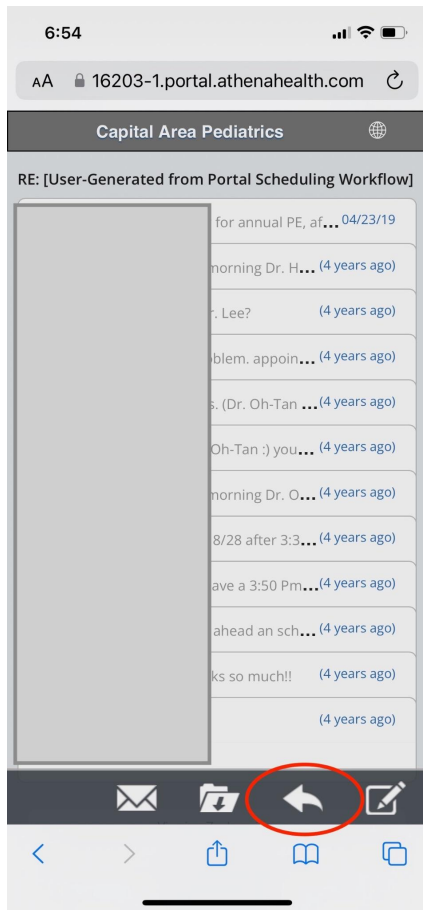 6:54
AA 16203-1.portal.athenahealth.com
Capital Area Pediatrics
RE: [User-Generated from Portal Scheduling Workflow]
for annual PE, af... 04/23/19
morning Dr. H... (4 years ago)
r. Lee? (4 years ago)
blem. appoin... (4 years ago)
s. (Dr. Oh-Tan ... (4 years ago)
Oh-Tan :) you... (4 years ago)
morning Dr. O... (4 years ago)
8/28 after 3:3... (4 years ago)
ave a 3:50 Pm... (4 years ago)
ahead an sch... (4 years ago)
ks so much!! (4 years ago)
(4 years ago)